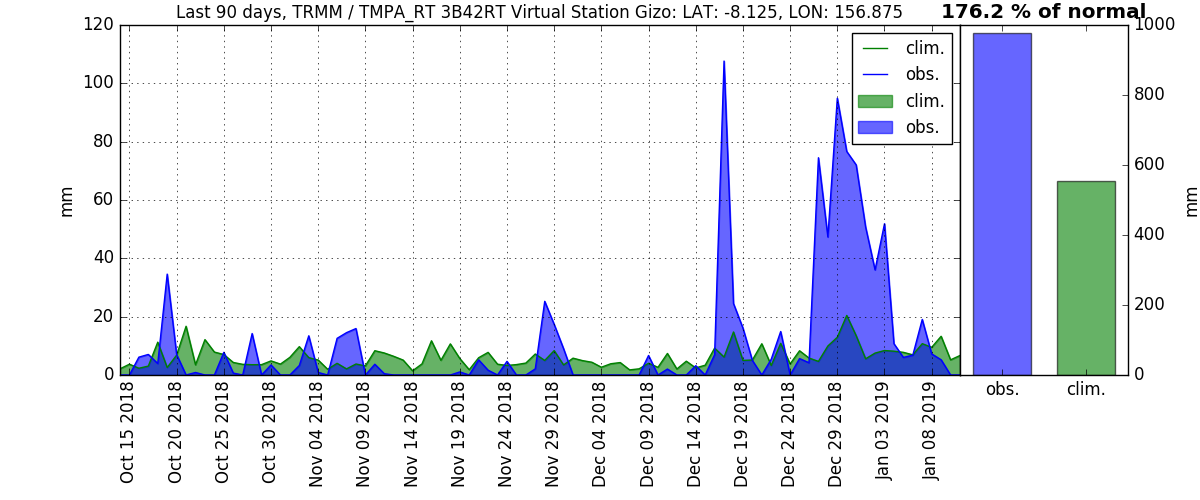 Last 90 days, TRMM / TMPA_RT 3B42RT Virtual Station Gizo: LAT: -8.125, LON: 156.875
176.2 % of normal
120
100
80
60
40
20
0
mm
clim.
obs.
clim.
obs.
Oct 15 2018
Oct 20 2018
Oct 25 2018
Oct 30 2018
Nov 04 2018
Nov 09 2018
Nov 14 2018
Nov 19 2018
Nov 24 2018
Nov 29 2018
Dec 04 2018
Dec 09 2018
Dec 14 2018
Dec 19 2018
Dec 24 2018
Dec 29 2018
Jan 03 2019
Jan 08 2019
1000
800
600
400
200
0
mm
obs.
clim.